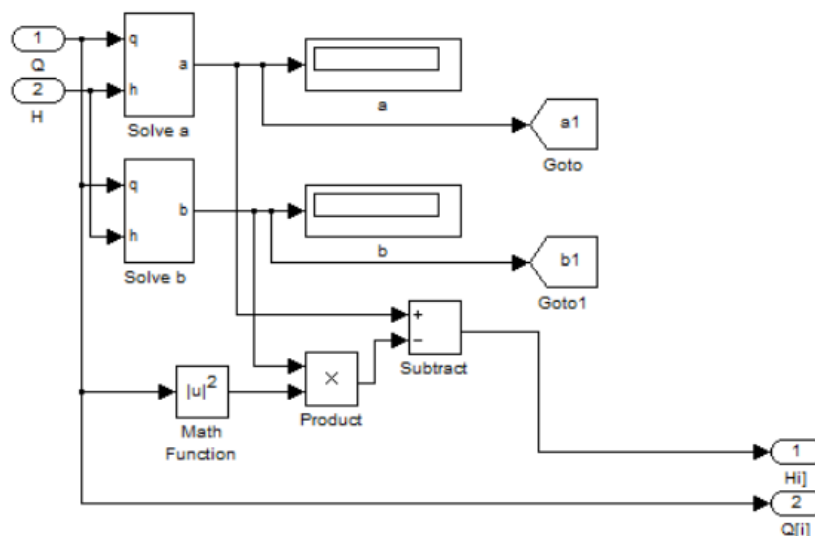 1
Q
2
H
q
h
a
Solve a
a
a1
Goto
q
h
b
Solve b
b
b1
Goto1
+
−
Subtract
|u|2
Math
Function
×
Product
1
Hi]
2
Q[i]